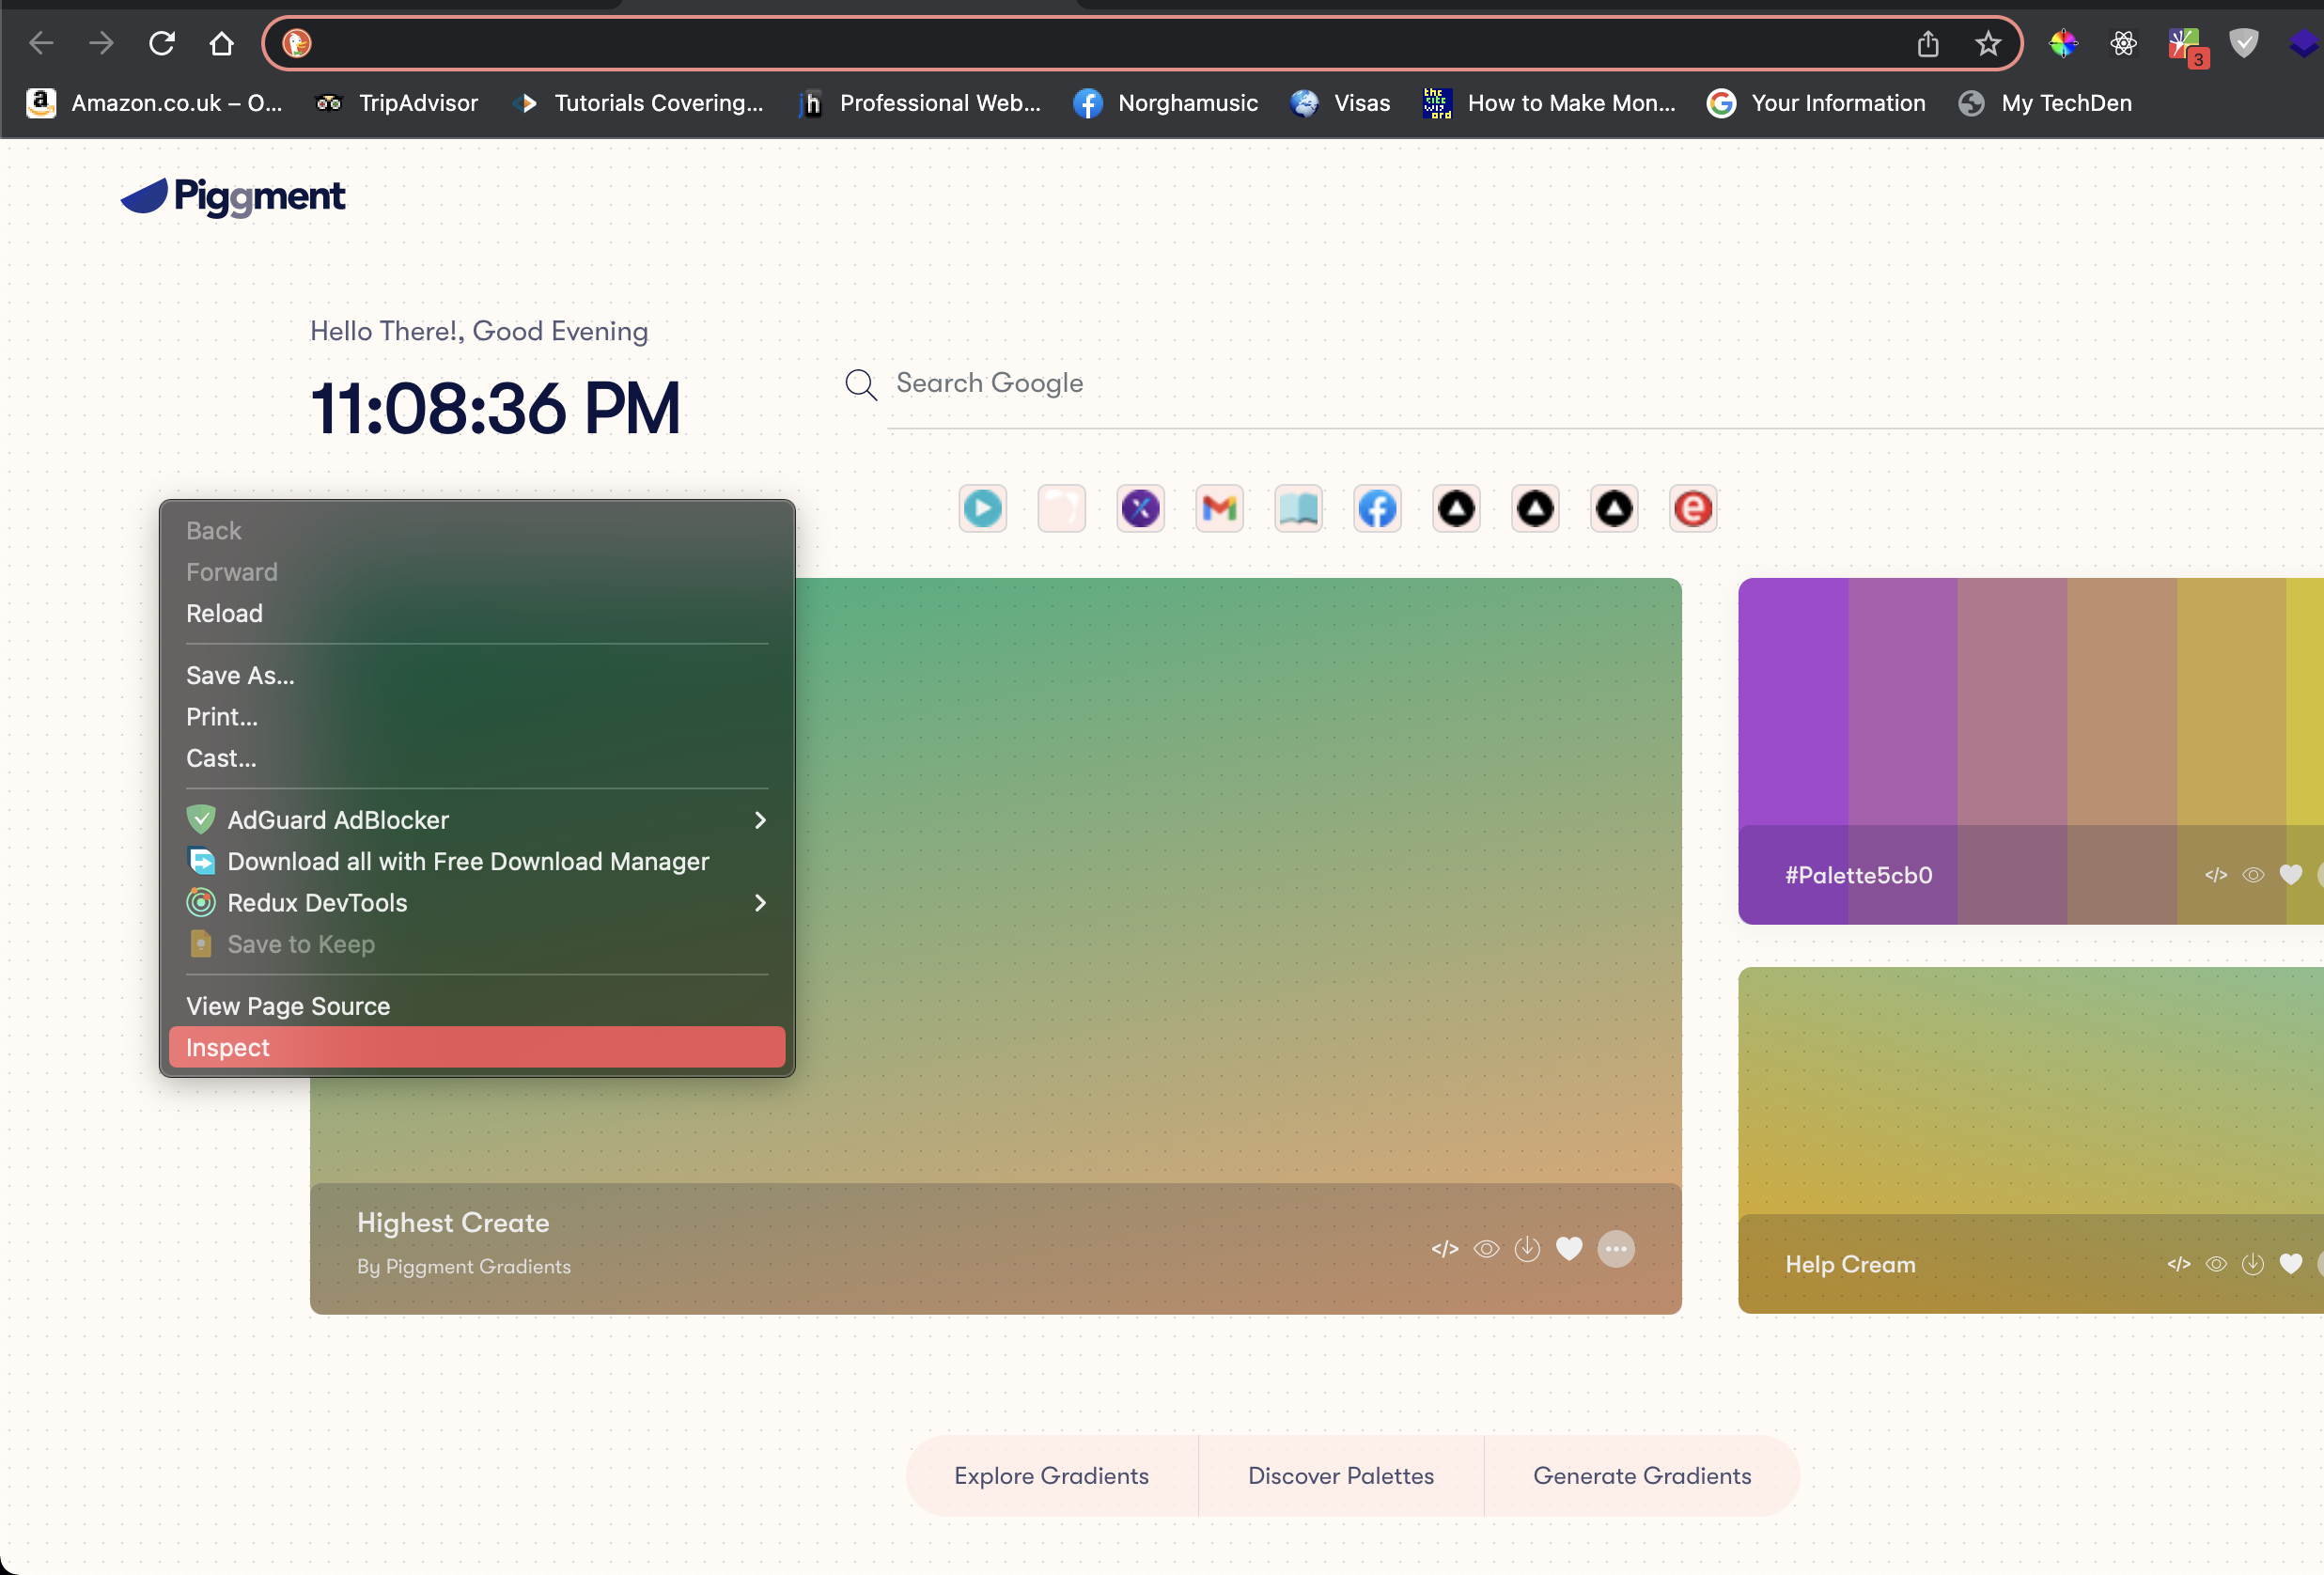 3
Amazon.co.uk – O...
TripAdvisor
Tutorials Covering...
Professional Web...
Norghamusic
Visas
How to Make Mon...
Your Information
My TechDen
Piggment
Hello There!, Good Evening
11:08:36 PM
Search Google
Back
Forward
Reload
Save As...
Print...
Cast...
AdGuard AdBlocker
Download all with Free Download Manager
Redux DevTools
Save to Keep
View Page Source
Inspect
#Palette5cb0
Highest Create
By Piggment Gradients
Help Cream
Explore Gradients
Discover Palettes
Generate Gradients